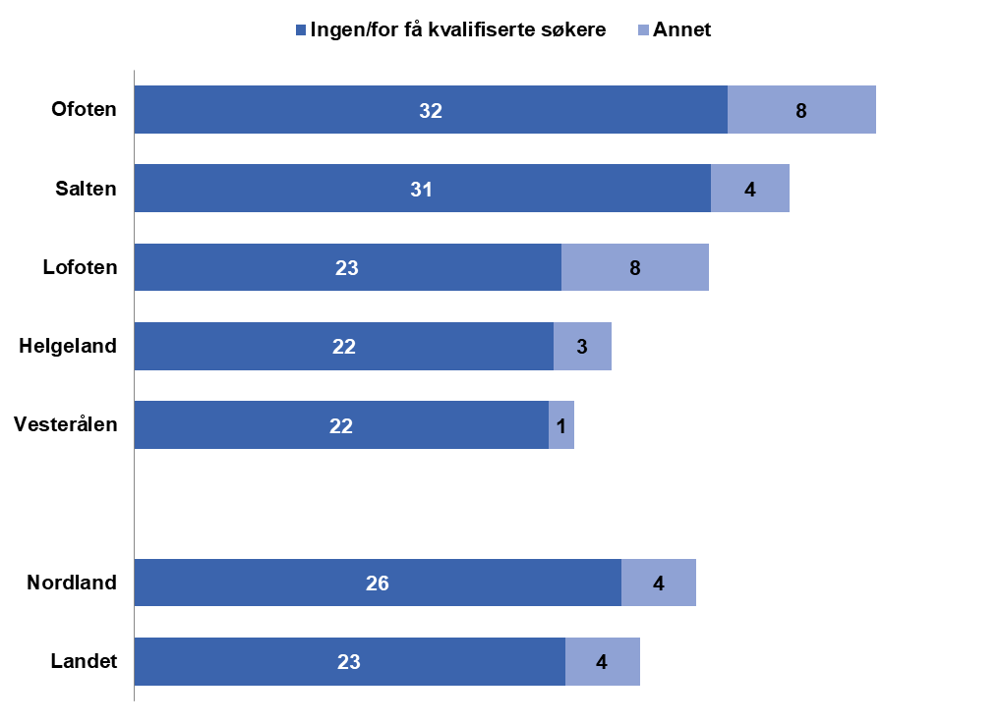 Ingen/for få kvalifiserte søkere Annet
Ofoten 32 8
Salten 31 4
Lofoten 23 8
Helgeland 22 3
Vesterålen 22 1
Nordland 26 4
Landet 23 4